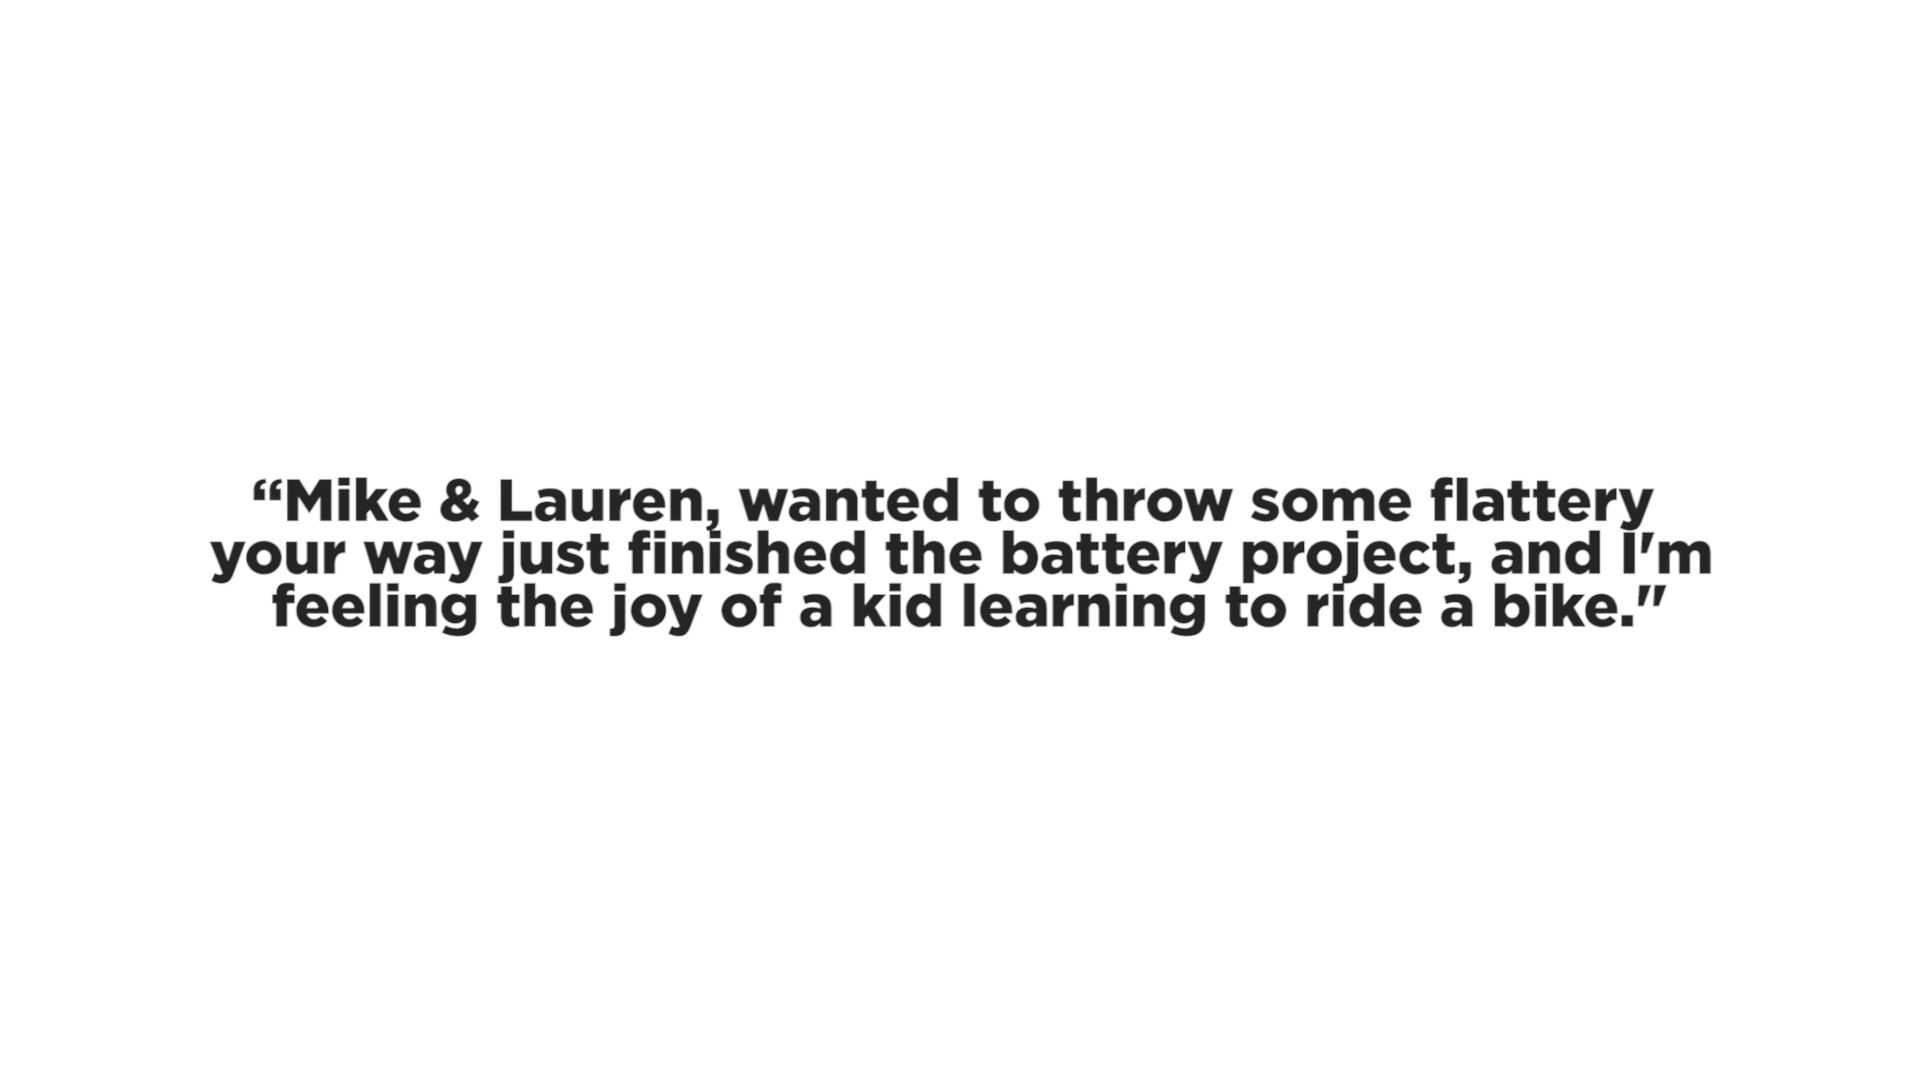 “Mike & Lauren, wanted to throw some flattery
your way just finished the battery project, and I'm
feeling the joy of a kid learning to ride a bike."